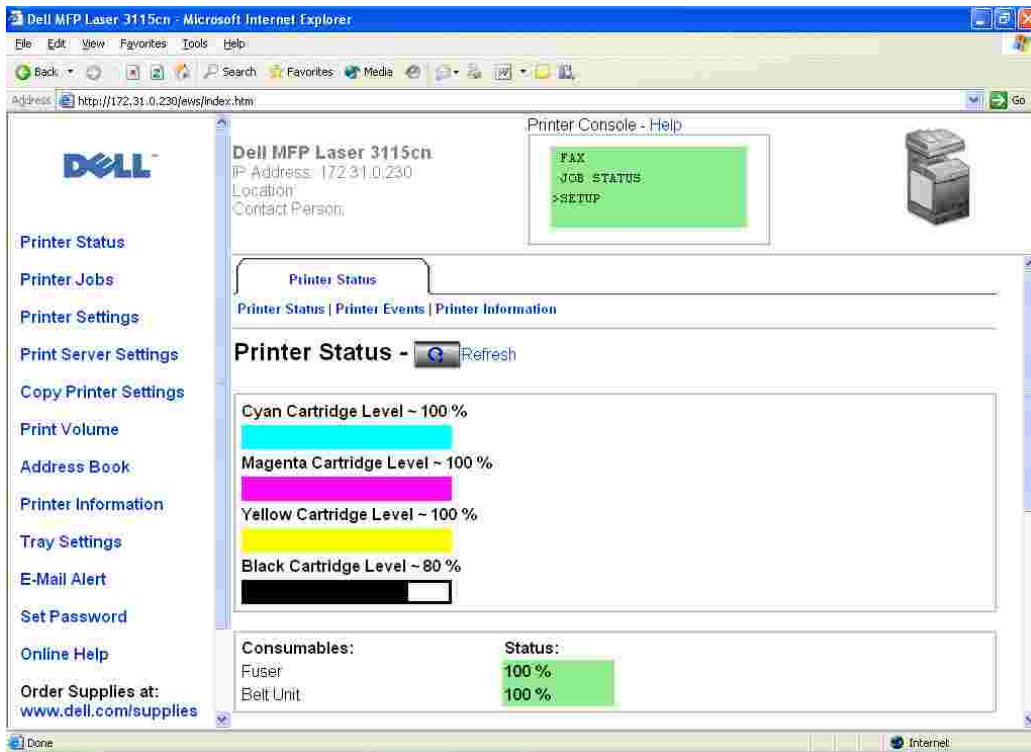 Dell MFP Laser 3115cn - Microsoft Internet Explorer
File Edit View Favorites Tools Help
Back Search Favorites Media
Address http://172.31.0.230/ews/index.htm Go
DELL
Printer Status
Printer Jobs
Printer Settings
Print Server Settings
Copy Printer Settings
Print Volume
Address Book
Printer Information
Tray Settings
E-Mail Alert
Set Password
Online Help
Order Supplies at:
www.dell.com/supplies
Dell MFP Laser 3115cn
IP Address: 172.31.0.230
Location:
Contact Person:
Printer Console - Help
FAX
JOB STATUS
>SETUP
Printer Status
Printer Status | Printer Events | Printer Information
Printer Status - Refresh
Cyan Cartridge Level ~ 100 %
Magenta Cartridge Level ~ 100 %
Yellow Cartridge Level ~ 100 %
Black Cartridge Level ~ 80 %
Consumables: Status:
Fuser 100 %
Belt Unit 100 %
Done Internet